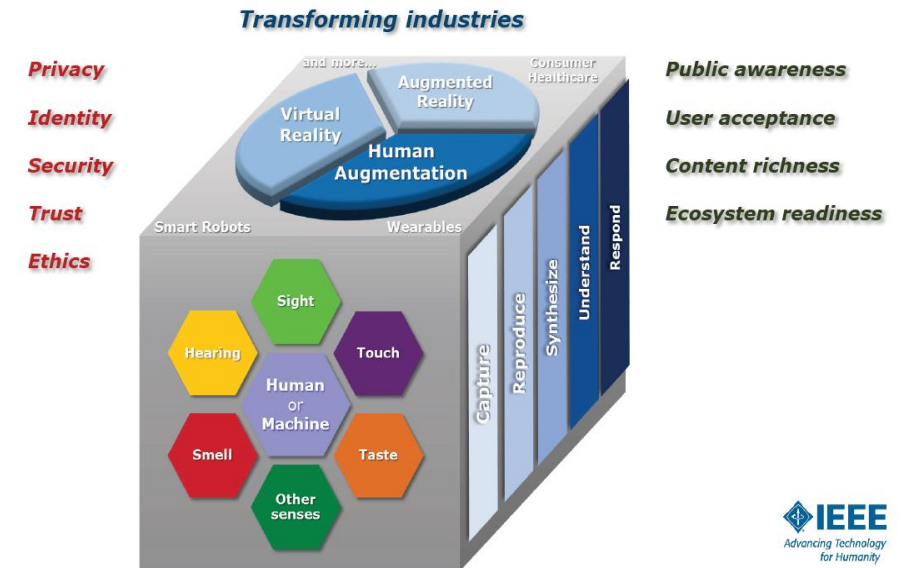 Transforming industries
Privacy
Identity
Security
Trust
Ethics
and more...
Consumer
Healthcare
Augmented
Reality
Virtual
Reality
Human
Augmentation
Smart Robots
Wearables
Sight
Hearing
Touch
Human
or
Machine
Smell
Taste
Other
senses
Capture
Reproduce
Synthesize
Understand
Respond
Public awareness
User acceptance
Content richness
Ecosystem readiness
IEEE
Advancing Technology
for Humanity